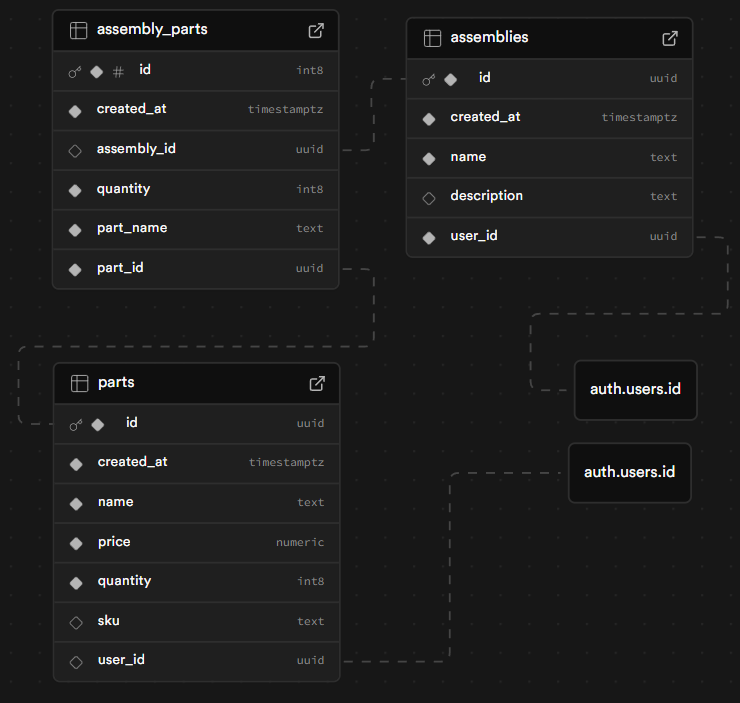 assembly_parts
# id int8
created_at timestamptz
assembly_id uuid
quantity int8
part_name text
part_id uuid
assemblies
id uuid
created_at timestamptz
name text
description text
user_id uuid
parts
id uuid
created_at timestamptz
name text
price numeric
quantity int8
sku text
user_id uuid
auth.users.id
auth.users.id